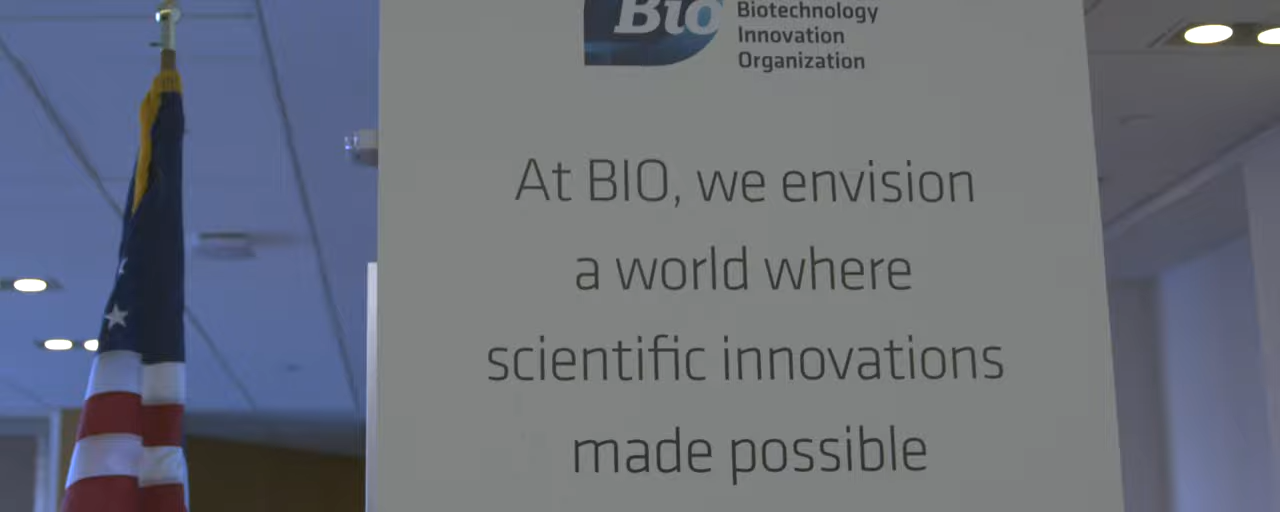 Bio
Biotechnology
Innovation
Organization
At BIO, we envision
a world where
scientific innovations
made possible